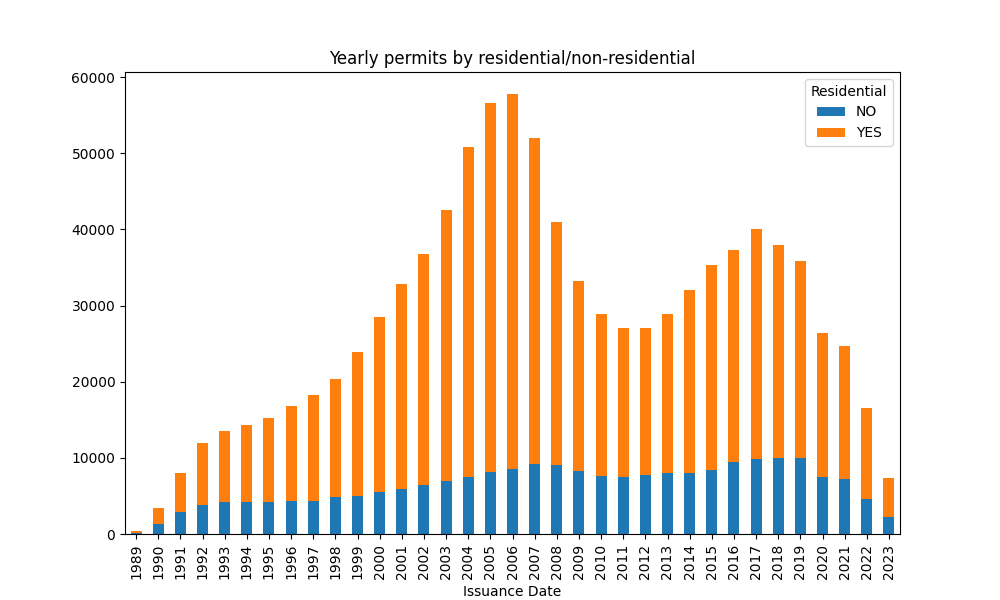 Yearly permits by residential/non-residential
Residential
NO
YES
60000
50000
40000
30000
20000
10000
0
1989 1990 1991 1992 1993 1994 1995 1996 1997 1998 1999 2000 2001 2002 2003 2004 2005 2006 2007 2008 2009 2010 2011 2012 2013 2014 2015 2016 2017 2018 2019 2020 2021 2022 2023
Issuance Date